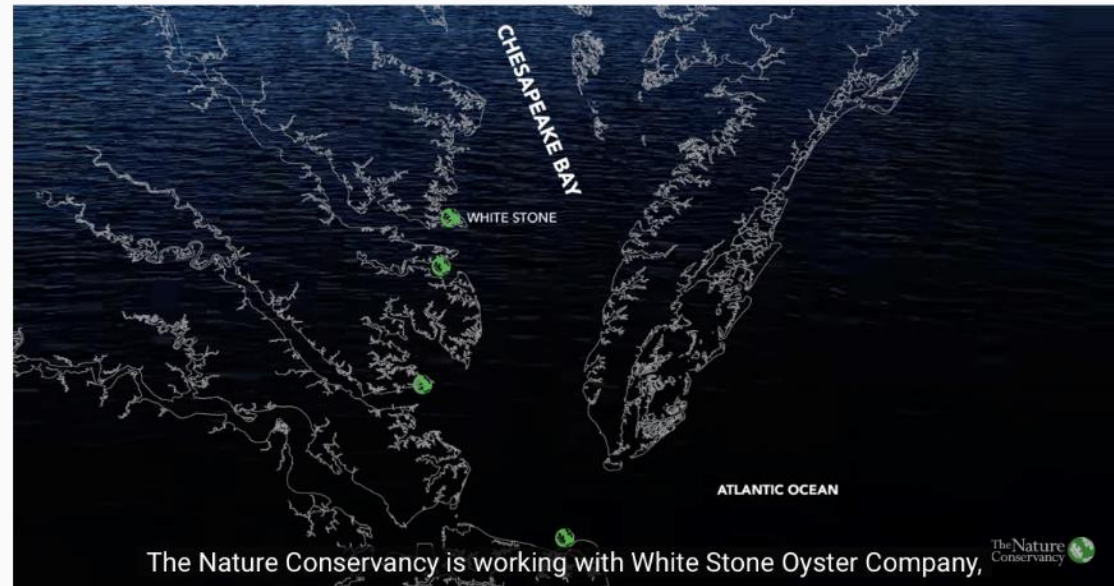 CHESAPEAKE BAY
WHITE STONE
ATLANTIC OCEAN
The Nature Conservancy is working with White Stone Oyster Company,
The Nature
Conservancy